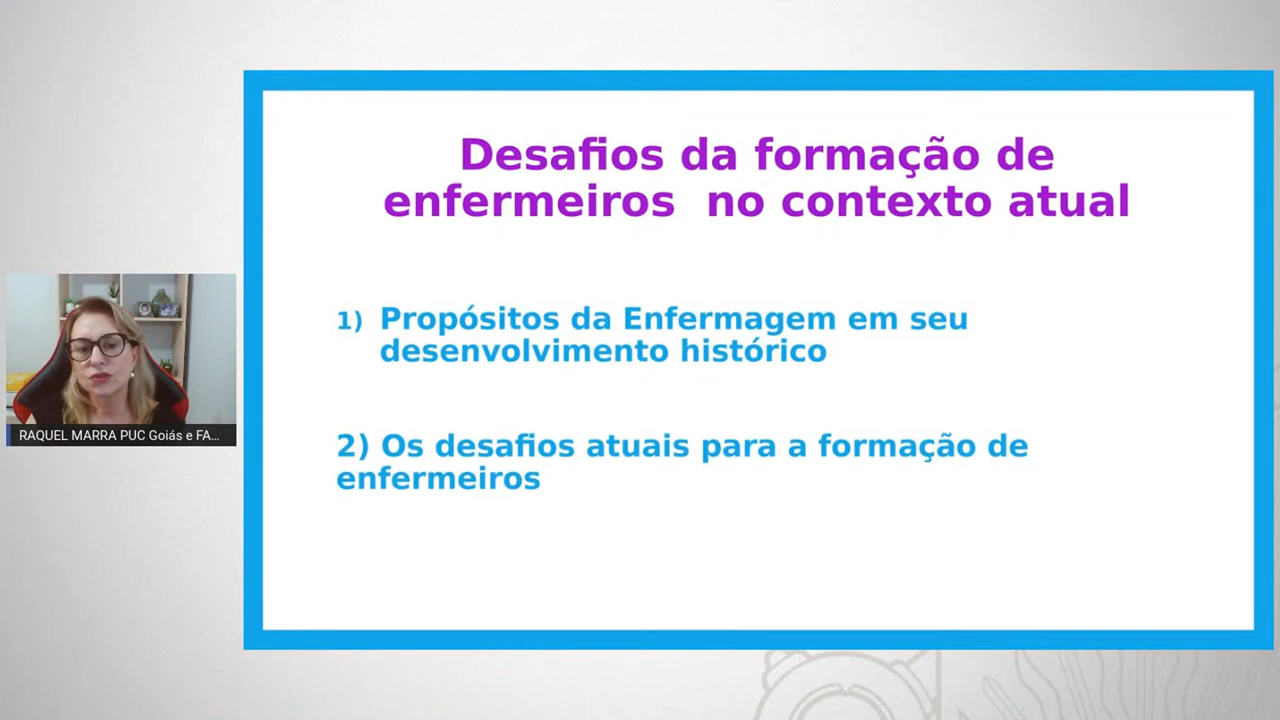 Desafios da formação de
enfermeiros  no contexto atual
1) Propósitos da Enfermagem em seu
desenvolvimento histórico
2) Os desafios atuais para a formação de
enfermeiros
RAQUEL MARRA PUC Goiás e FA...